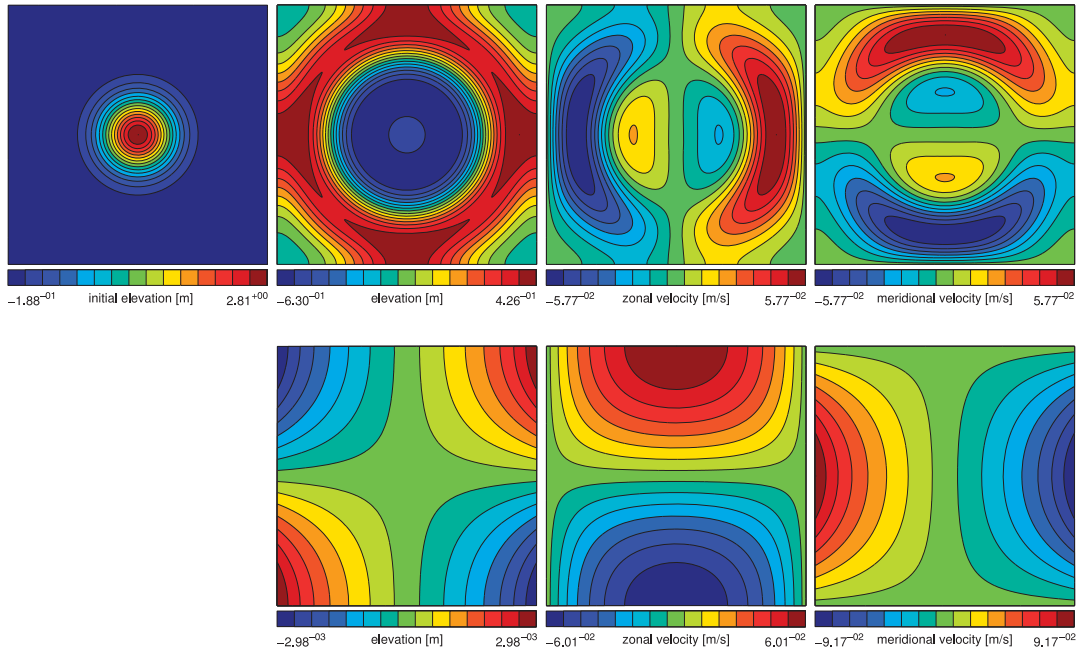 −1.88⁻⁰¹ initial elevation [m] 2.81⁺⁰⁰
−6.30⁻⁰¹ elevation [m] 4.26⁻⁰¹
−5.77⁻⁰² zonal velocity [m/s] 5.77⁻⁰²
−5.77⁻⁰² meridional velocity [m/s] 5.77⁻⁰²
−2.98⁻⁰³ elevation [m] 2.98⁻⁰³
−6.01⁻⁰² zonal velocity [m/s] 6.01⁻⁰²
−9.17⁻⁰² meridional velocity [m/s] 9.17⁻⁰²